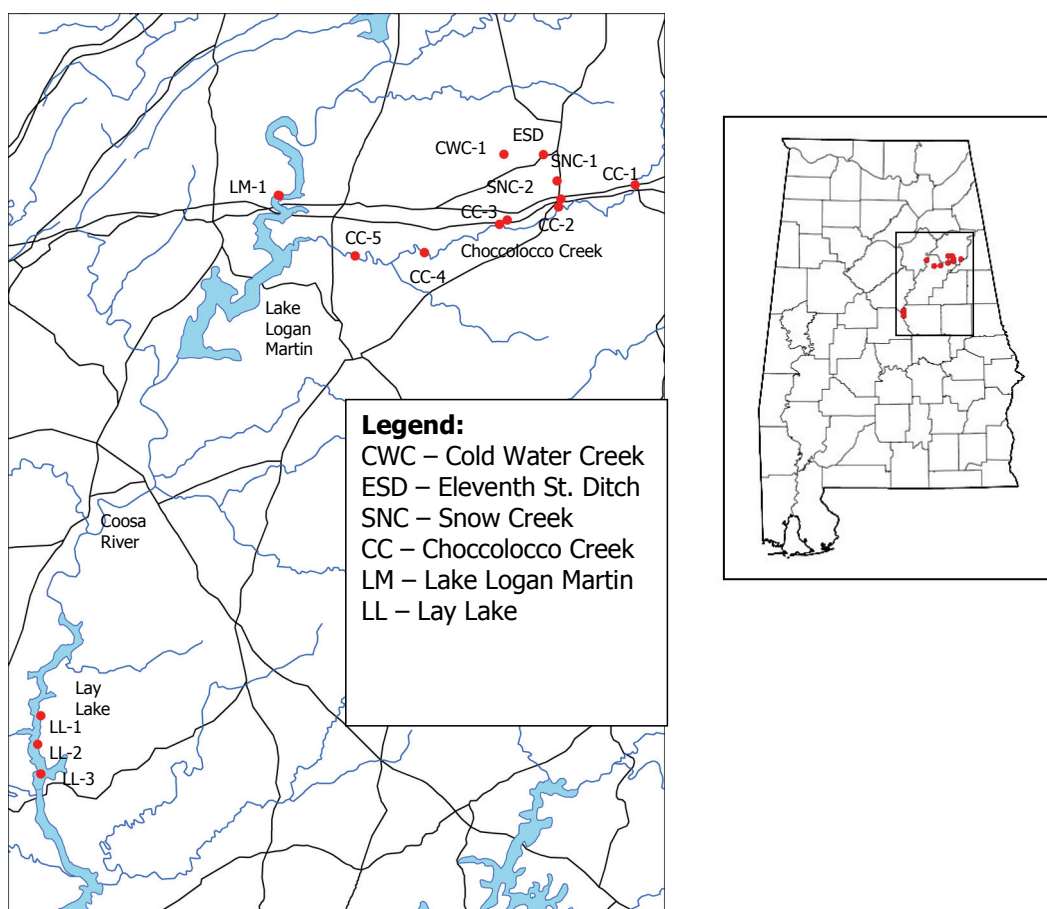 ESD
CWC-1
SNC-1
CC-1
SNC-2
LM-1
CC-3
CC-2
CC-5
Choccolocco Creek
CC-4
Lake
Logan
Martin
Legend:
CWC – Cold Water Creek
ESD – Eleventh St. Ditch
SNC – Snow Creek
CC – Choccolocco Creek
LM – Lake Logan Martin
LL – Lay Lake
Coosa
River
Lay
Lake
LL-1
LL-2
LL-3